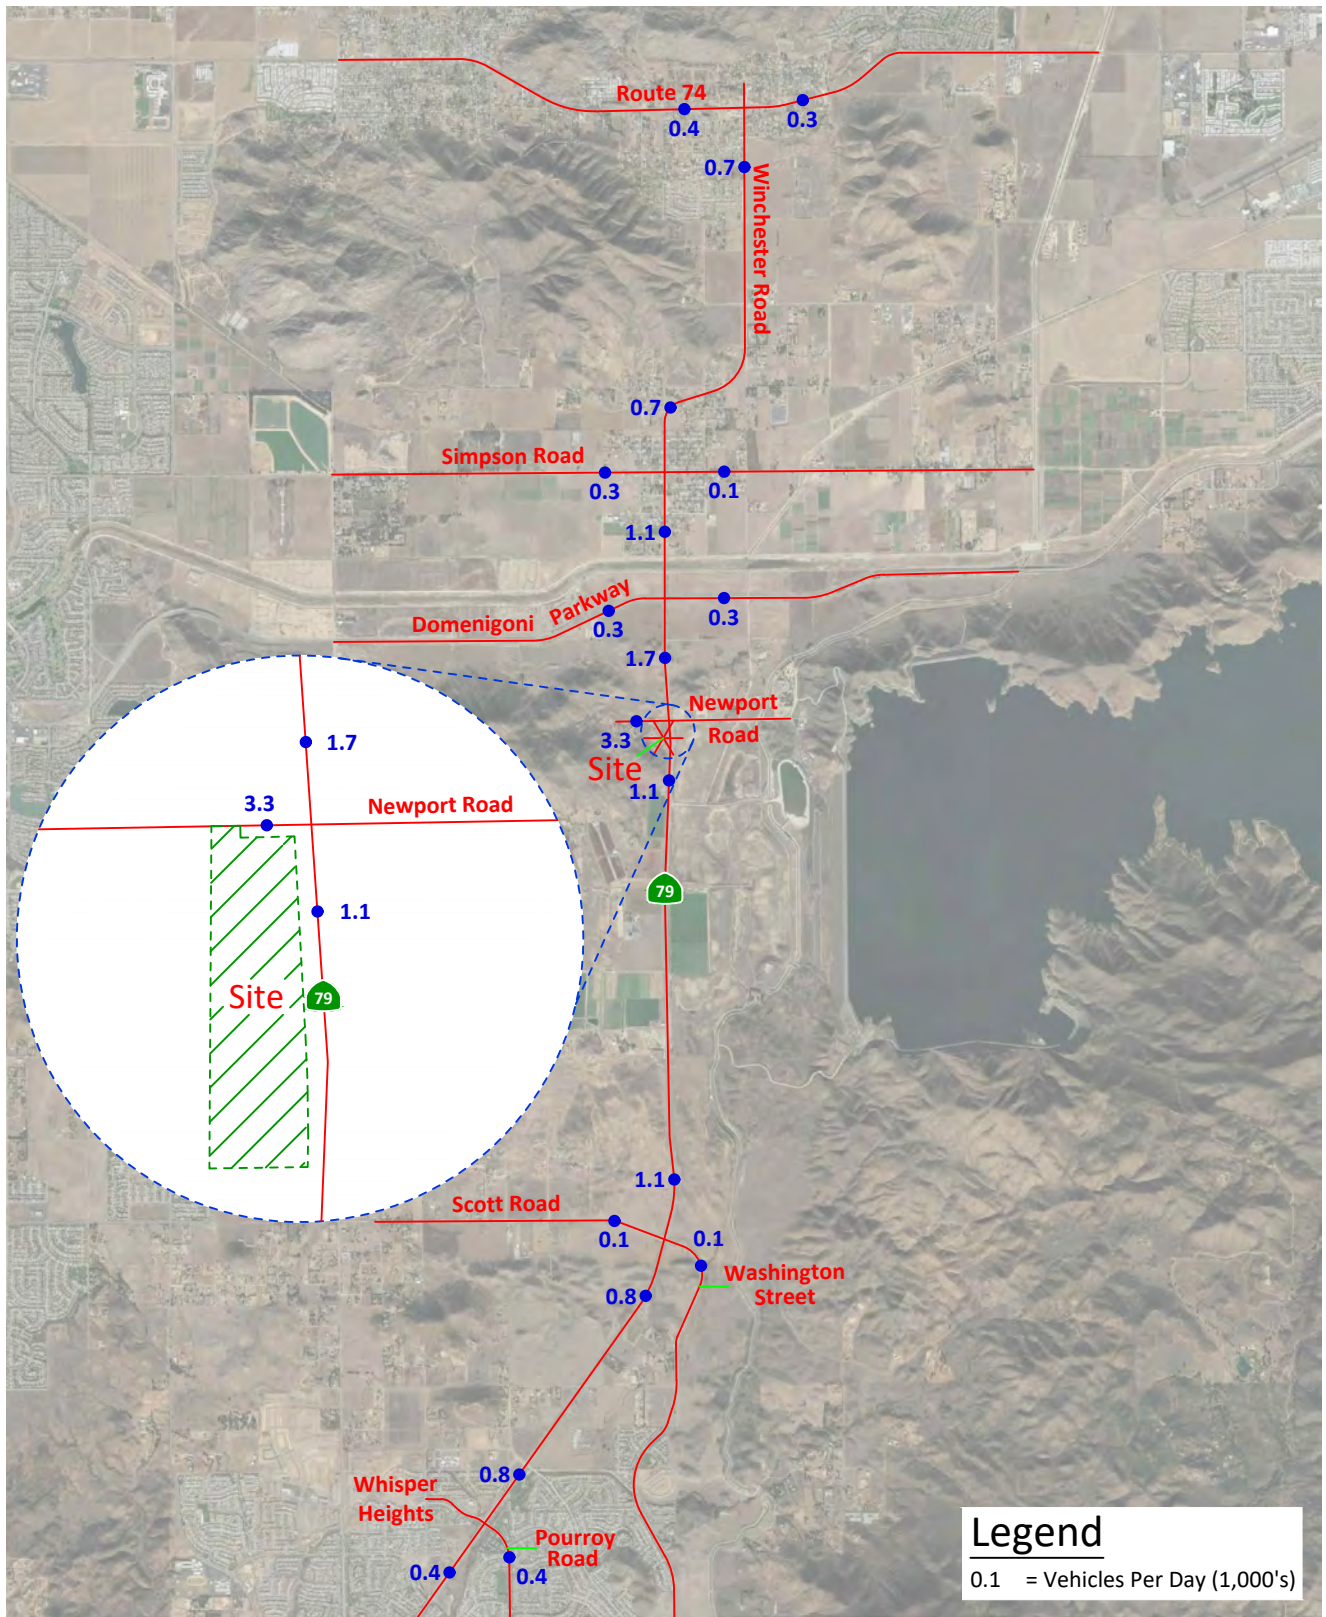 Route 74
0.4
0.3
0.7
Winchester Road
0.7
Simpson Road
0.3
0.1
1.1
Domenigoni Parkway
0.3
0.3
1.7
Newport
Road
3.3
Site
1.1
79
1.7
3.3
Newport Road
1.1
Site
79
1.1
Scott Road
0.1
0.1
Washington
Street
0.8
0.8
Whisper
Heights
Pourroy
Road
0.4
0.4
Legend
0.1 = Vehicles Per Day (1,000's)